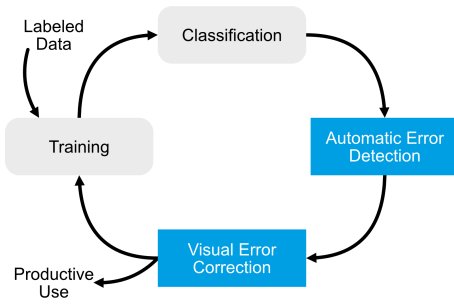 Labeled
Data
Classification
Automatic Error
Detection
Training
Visual Error
Correction
Productive
Use